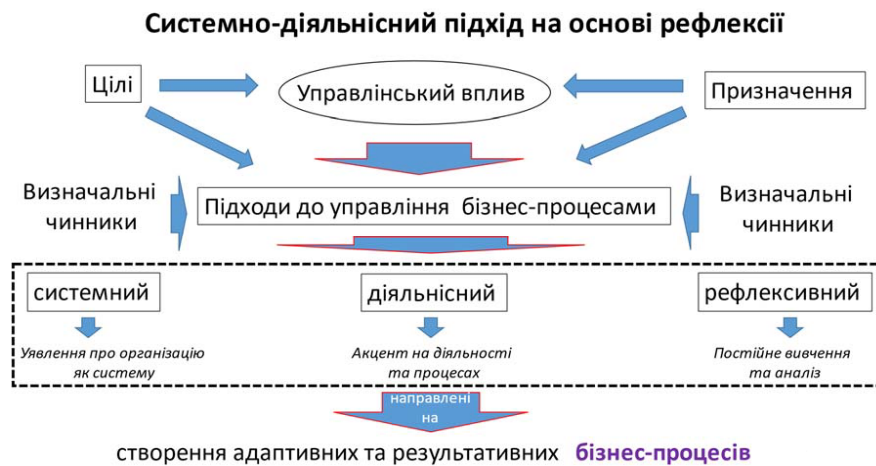 Системно-діяльнісний підхід на основі рефлексії
Цілі
Управлінський вплив
Призначення
Визначальні
чинники
Підходи до управління бізнес-процесами
Визначальні
чинники
системний
діяльнісний
рефлексивний
Уявлення про організацію
як систему
Акцент на діяльності
та процесах
Постійне вивчення
та аналіз
направлені
на
створення адаптивних та результативних бізнес-процесів